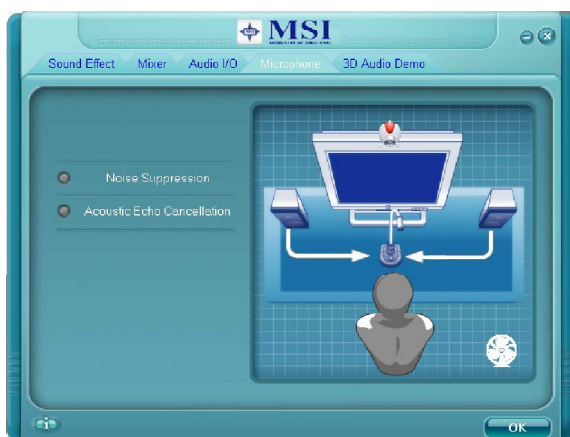 MSI
Sound Effect Mixer Audio I/O Microphone 3D Audio Demo
Noise Suppression
Acoustic Echo Cancellation
i
OK